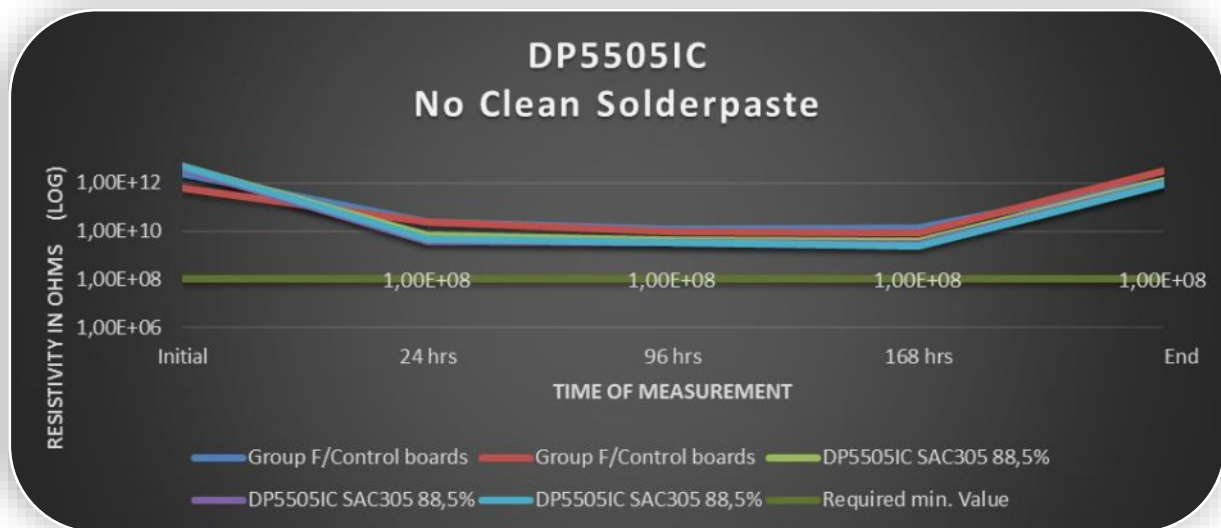 DP5505IC
No Clean Solderpaste
RESISTIVITY IN OHMS (LOG)
1,00E+12
1,00E+10
1,00E+08
1,00E+06
1,00E+08 1,00E+08 1,00E+08 1,00E+08
Initial 24 hrs 96 hrs 168 hrs End
TIME OF MEASUREMENT
Group F/Control boards Group F/Control boards DP5505IC SAC305 88,5%
DP5505IC SAC305 88,5% DP5505IC SAC305 88,5% Required min. Value